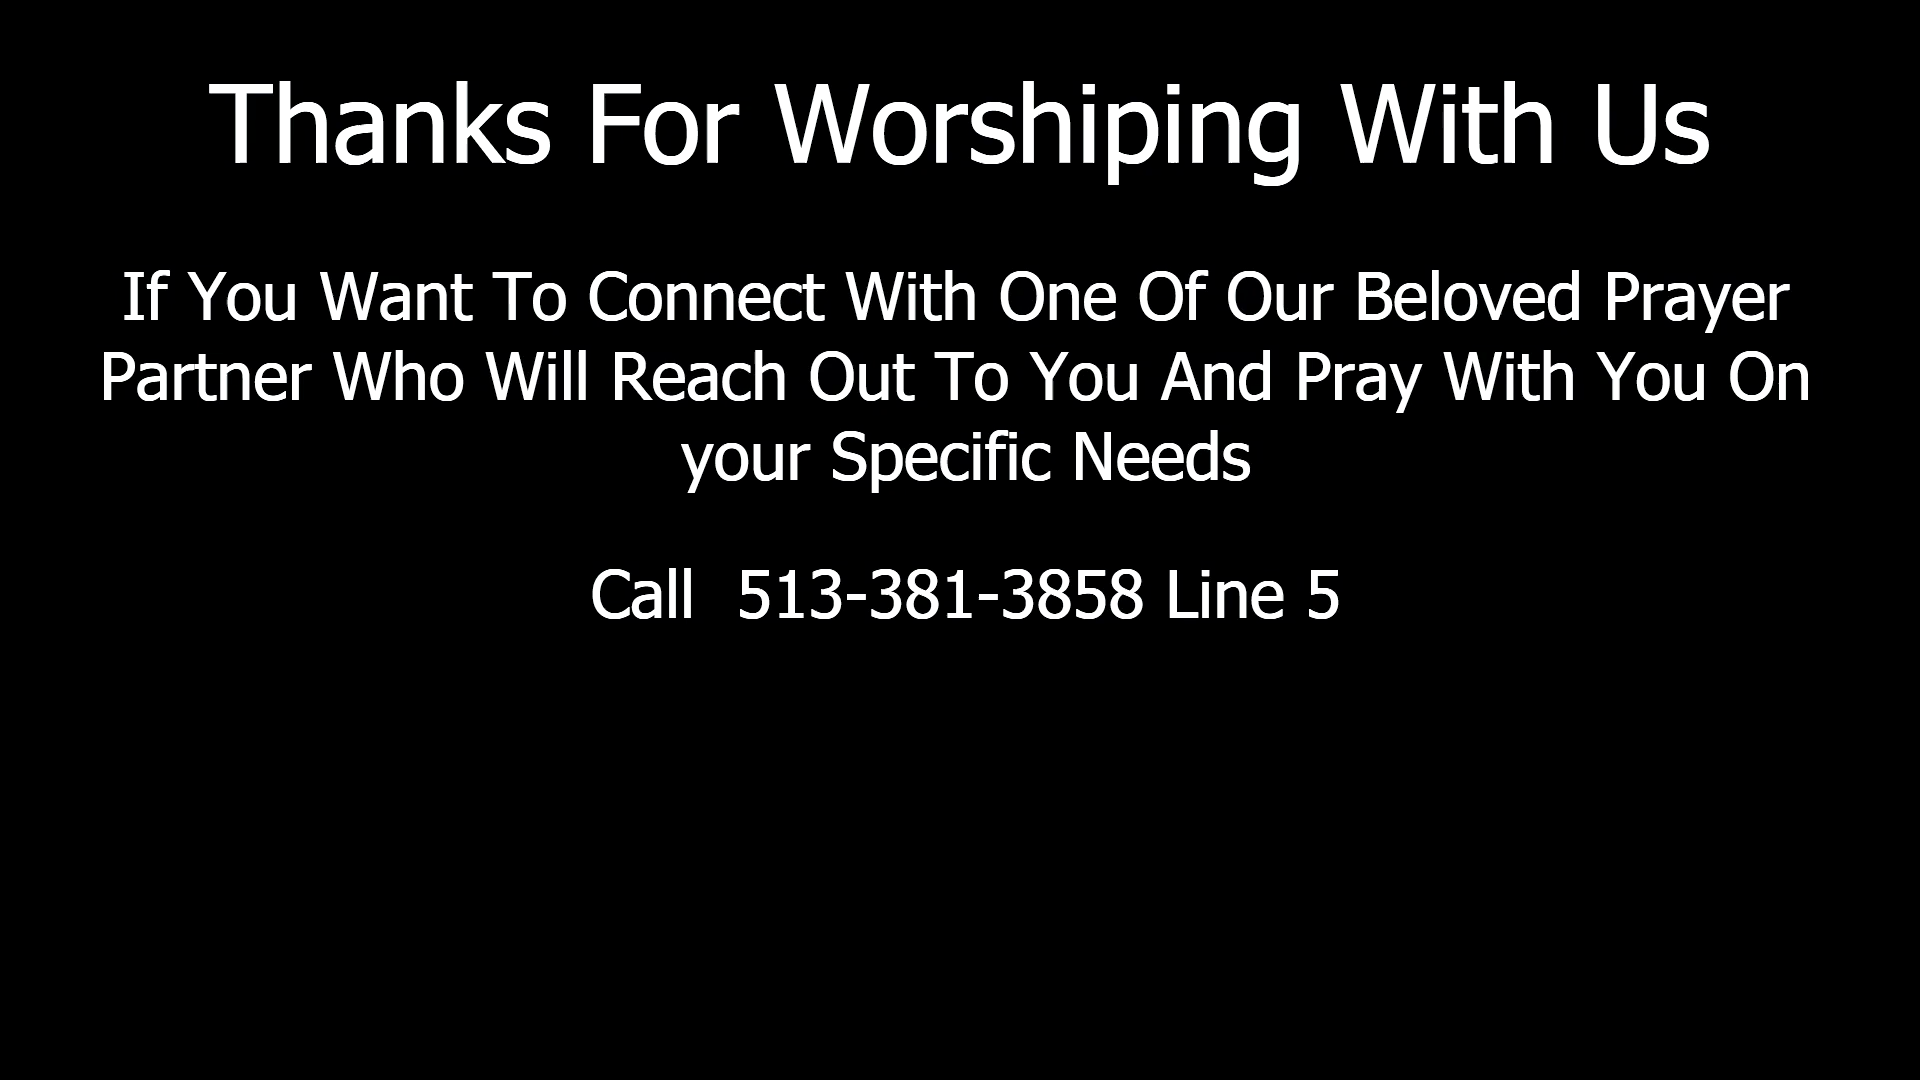 Thanks For Worshiping With Us
If You Want To Connect With One Of Our Beloved Prayer
Partner Who Will Reach Out To You And Pray With You On
your Specific Needs
Call  513-381-3858 Line 5